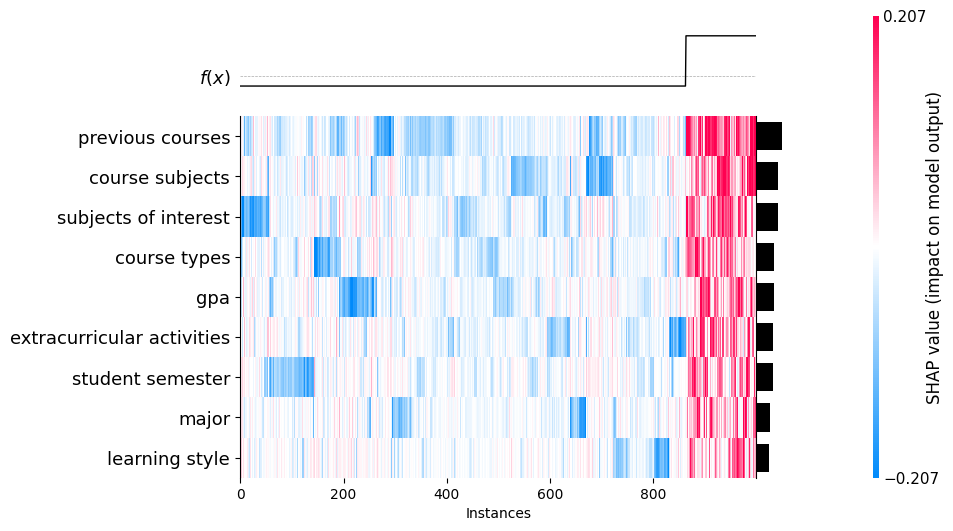 0.207
f(x)
previous courses
course subjects
subjects of interest
course types
gpa
extracurricular activities
student semester
major
learning style
SHAP value (impact on model output)
−0.207
0 200 400 600 800
Instances